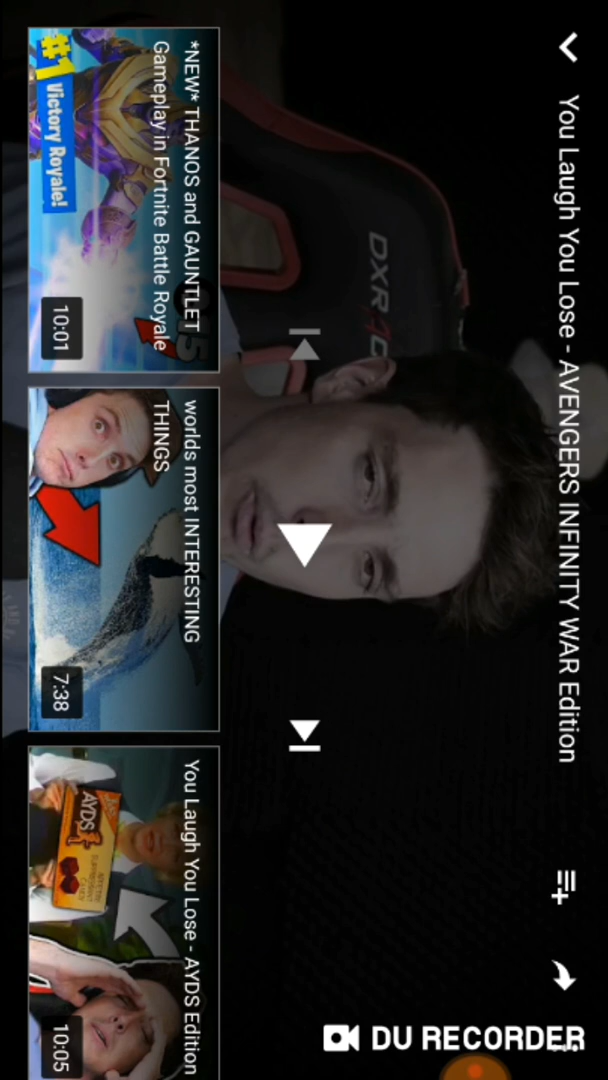 You Laugh You Lose - AVENGERS INFINITY WAR Edition
DXRAC
*NEW* THANOS and GAUNTLET
Gameplay in Fortnite Battle Royale
#1
Victory Royale!
10:01
worlds most INTERESTING
THINGS
7:38
You Laugh You Lose - AYDS Edition
AYDS
10:05
DU RECORDER